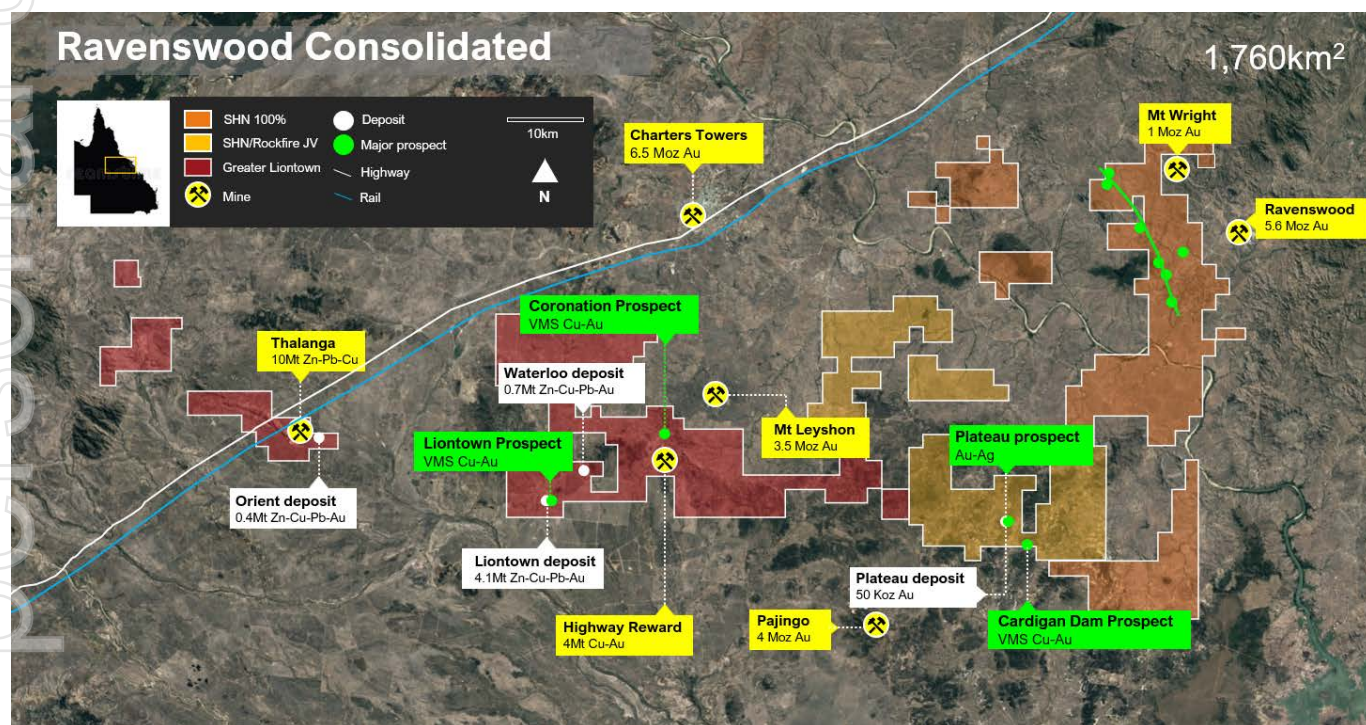 Ravenswood Consolidated
1,760km²
SHN 100%
SHN/Rockfire JV
Greater Liontown
Mine
Deposit
Major prospect
Highway
Rail
10km
N
Charters Towers
6.5 Moz Au
Mt Wright
1 Moz Au
Ravenswood
5.6 Moz Au
Coronation Prospect
VMS Cu-Au
Thalanga
10Mt Zn-Pb-Cu
Waterloo deposit
0.7Mt Zn-Cu-Pb-Au
Mt Leyshon
3.5 Moz Au
Liontown Prospect
VMS Cu-Au
Plateau prospect
Au-Ag
Orient deposit
0.4Mt Zn-Cu-Pb-Au
Liontown deposit
4.1Mt Zn-Cu-Pb-Au
Plateau deposit
50 Koz Au
Highway Reward
4Mt Cu-Au
Pajingo
4 Moz Au
Cardigan Dam Prospect
VMS Cu-Au